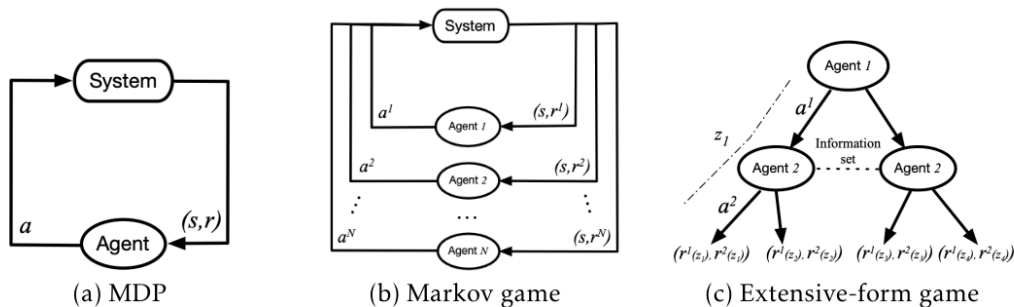 System
a
(s,r)
Agent
(a) MDP
System
a¹
(s,r¹)
Agent 1
a²
(s,r²)
Agent 2
...
aᴺ
(s,rᴺ)
Agent N
(b) Markov game
Agent 1
a¹
z₁
Information
set
Agent 2
Agent 2
a²
(r¹(z₁), r²(z₁)) (r¹(z₂), r²(z₂)) (r¹(z₃), r²(z₃)) (r¹(z₄), r²(z₄))
(c) Extensive-form game